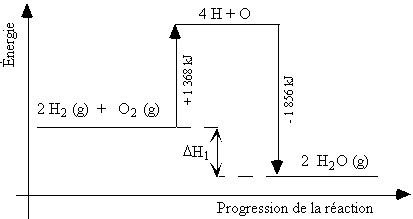 4 H + O
Énergie
+ 1 368 kJ
- 1 856 kJ
2 H₂ (g) + O₂ (g)
ΔH₁
2 H₂O (g)
Progression de la réaction